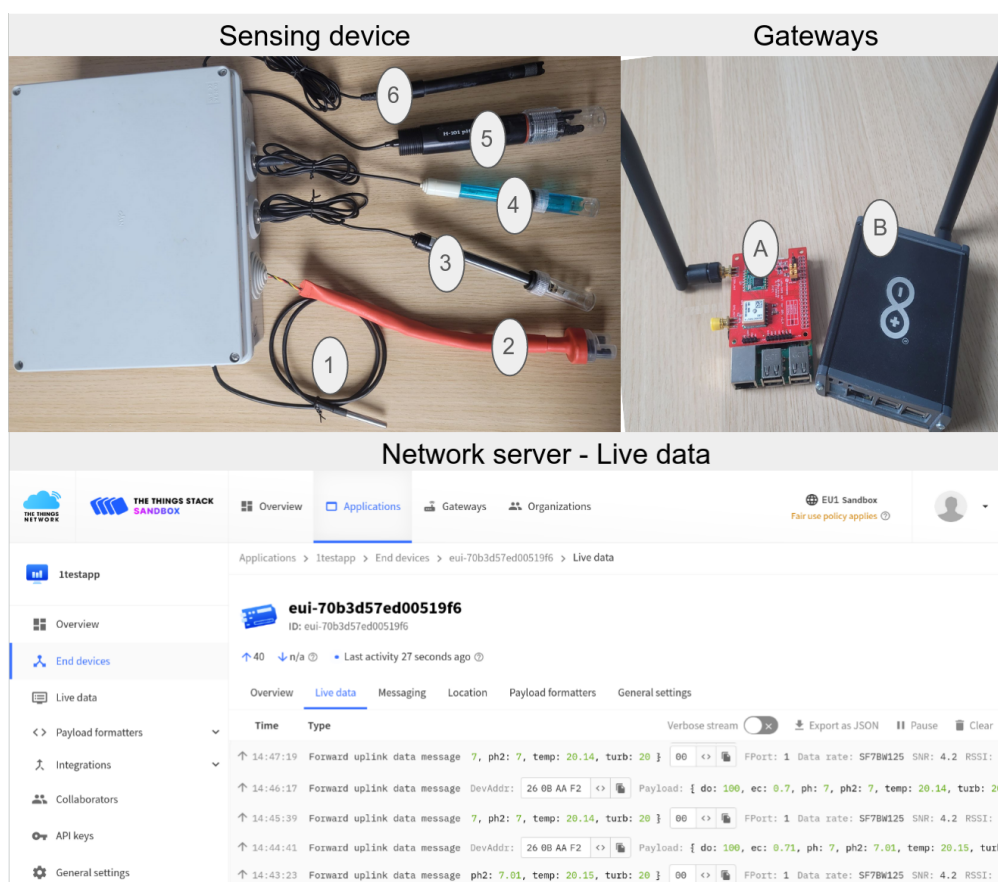 Sensing device
Gateways
6
5
H-101 pH
4
3
2
1
A
B
Network server - Live data
THE THINGS
NETWORK
THE THINGS STACK
SANDBOX
Overview
Applications
Gateways
Organizations
EU1 Sandbox
Fair use policy applies
Applications > 1testapp > End devices > eui-70b3d57ed00519f6 > Live data
1testapp
eui-70b3d57ed00519f6
ID: eui-70b3d57ed00519f6
Overview
↑ 40 ↓ n/a • Last activity 27 seconds ago
End devices
Overview Live data Messaging Location Payload formatters General settings
Live data
Time Type Verbose stream Export as JSON Pause Clear
Payload formatters
↑ 14:47:19 Forward uplink data message 7, ph2: 7, temp: 20.14, turb: 20 } 00 <> FPort: 1 Data rate: SF7BW125 SNR: 4.2 RSSI:
Integrations
↑ 14:46:17 Forward uplink data message DevAddr: 26 0B AA F2 <> Payload: { do: 100, ec: 0.7, ph: 7, ph2: 7, temp: 20.14, turb: 20
Collaborators
↑ 14:45:39 Forward uplink data message 7, ph2: 7, temp: 20.14, turb: 20 } 00 <> FPort: 1 Data rate: SF7BW125 SNR: 4.2 RSSI:
API keys
↑ 14:44:41 Forward uplink data message DevAddr: 26 0B AA F2 <> Payload: { do: 100, ec: 0.71, ph: 7, ph2: 7.01, temp: 20.15, tur
General settings
↑ 14:43:23 Forward uplink data message ph2: 7.01, temp: 20.15, turb: 20 } 00 <> FPort: 1 Data rate: SF7BW125 SNR: 4.2 RSSI: